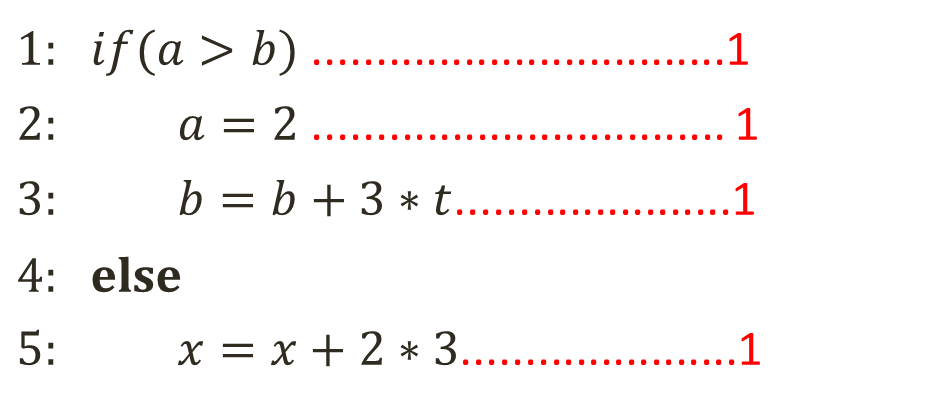 1: if(a > b) ................................1
2: a = 2 ................................ 1
3: b = b + 3 * t.....................1
4: else
5: x = x + 2 * 3.....................1